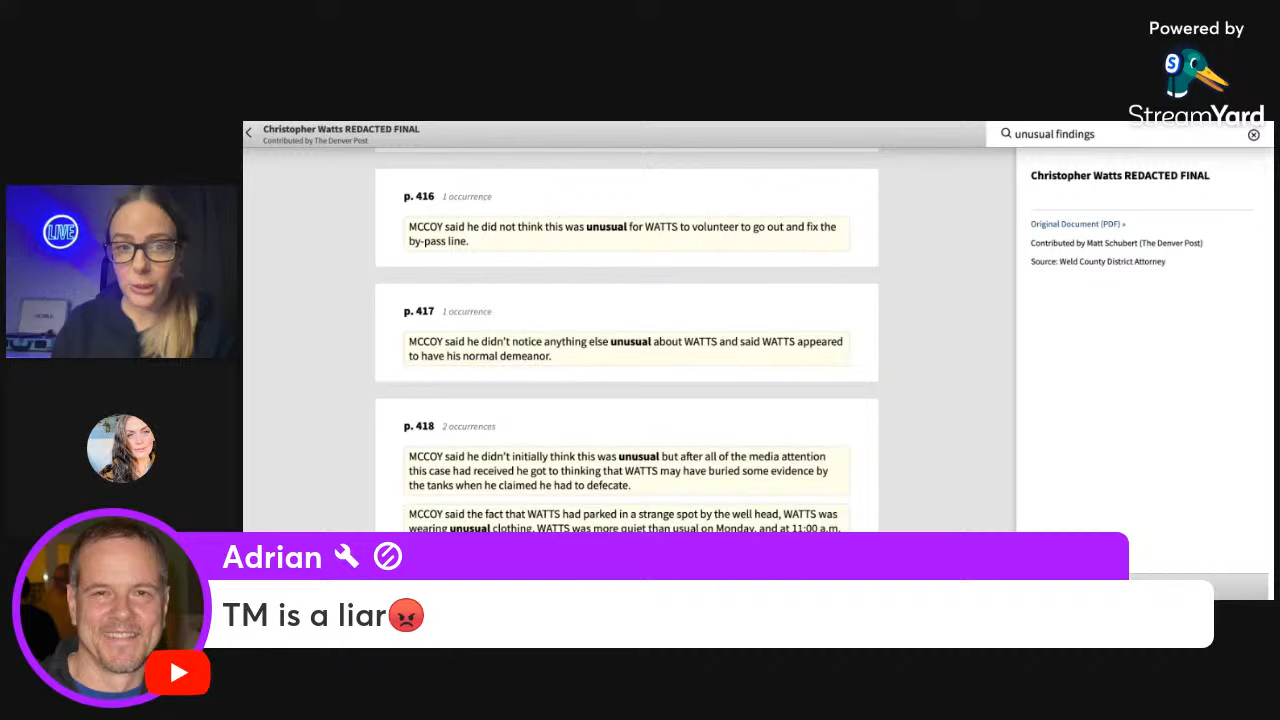 Powered by
StreamYard
Christopher Watts REDACTED FINAL
Contributed by The Denver Post
unusual findings
LIVE
p. 416 1 occurrence
MCCOY said he did not think this was unusual for WATTS to volunteer to go out and fix the
by-pass line.
p. 417 1 occurrence
MCCOY said he didn't notice anything else unusual about WATTS and said WATTS appeared
to have his normal demeanor.
p. 418 2 occurrences
MCCOY said he didn't initially think this was unusual but after all of the media attention
this case had received he got to thinking that WATTS may have buried some evidence by
the tanks when he claimed he had to defecate.
MCCOY said the fact that WATTS had parked in a strange spot by the well head, WATTS was
wearing unusual clothing, WATTS was more quiet than usual on Monday, and at 11:00 a.m.
Christopher Watts REDACTED FINAL
Original Document (PDF) »
Contributed by Matt Schubert (The Denver Post)
Source: Weld County District Attorney
Adrian
TM is a liar😡